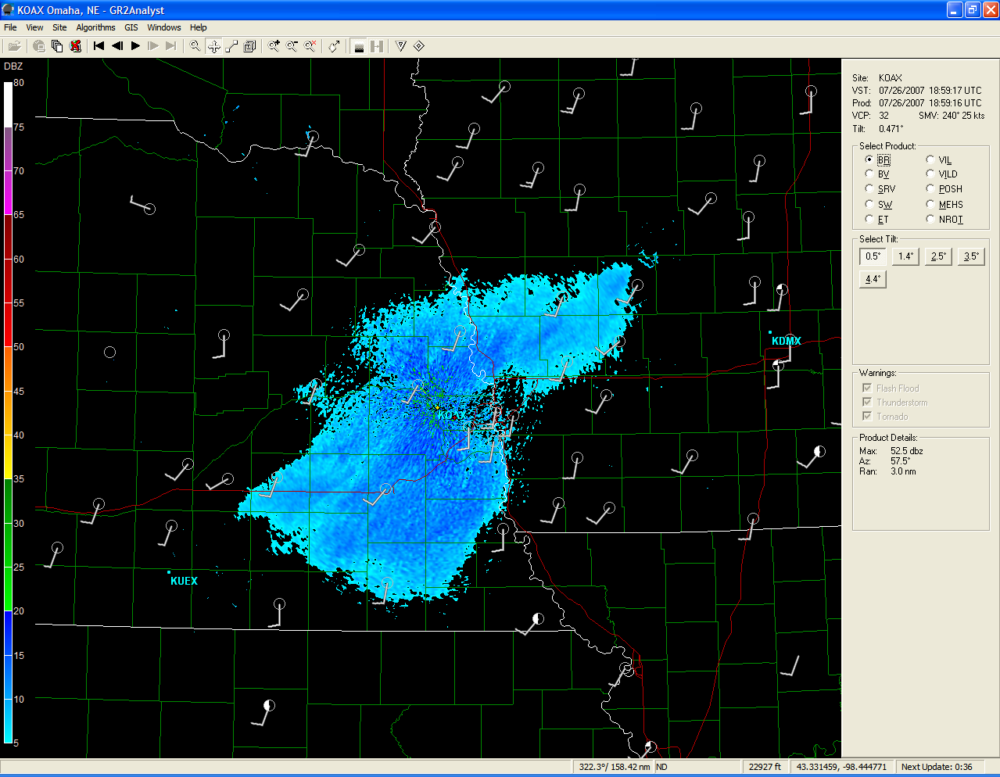 KOAX Omaha, NE - GR2Analyst
File View Site Algorithms GIS Windows Help
DBZ
80
75
70
65
60
55
50
45
40
35
30
25
20
15
10
5
KDMX
KOAX
KUEX
Site: KOAX
VST: 07/26/2007 18:59:17 UTC
Prod: 07/26/2007 18:59:16 UTC
VCP: 32 SMV: 240° 25 kts
Tilt: 0.471°
Select Product:
BR VIL
BV VILD
SRV POSH
SW MEHS
ET NROT
Select Tilt:
0.5° 1.4° 2.5° 3.5°
4.4°
Warnings:
Flash Flood
Thunderstorm
Tornado
Product Details:
Max: 52.5 dbz
Az: 57.5°
Ran: 3.0 nm
322.3°/ 158.42 nm ND 22927 ft 43.331459, -98.444771 Next Update: 0:36